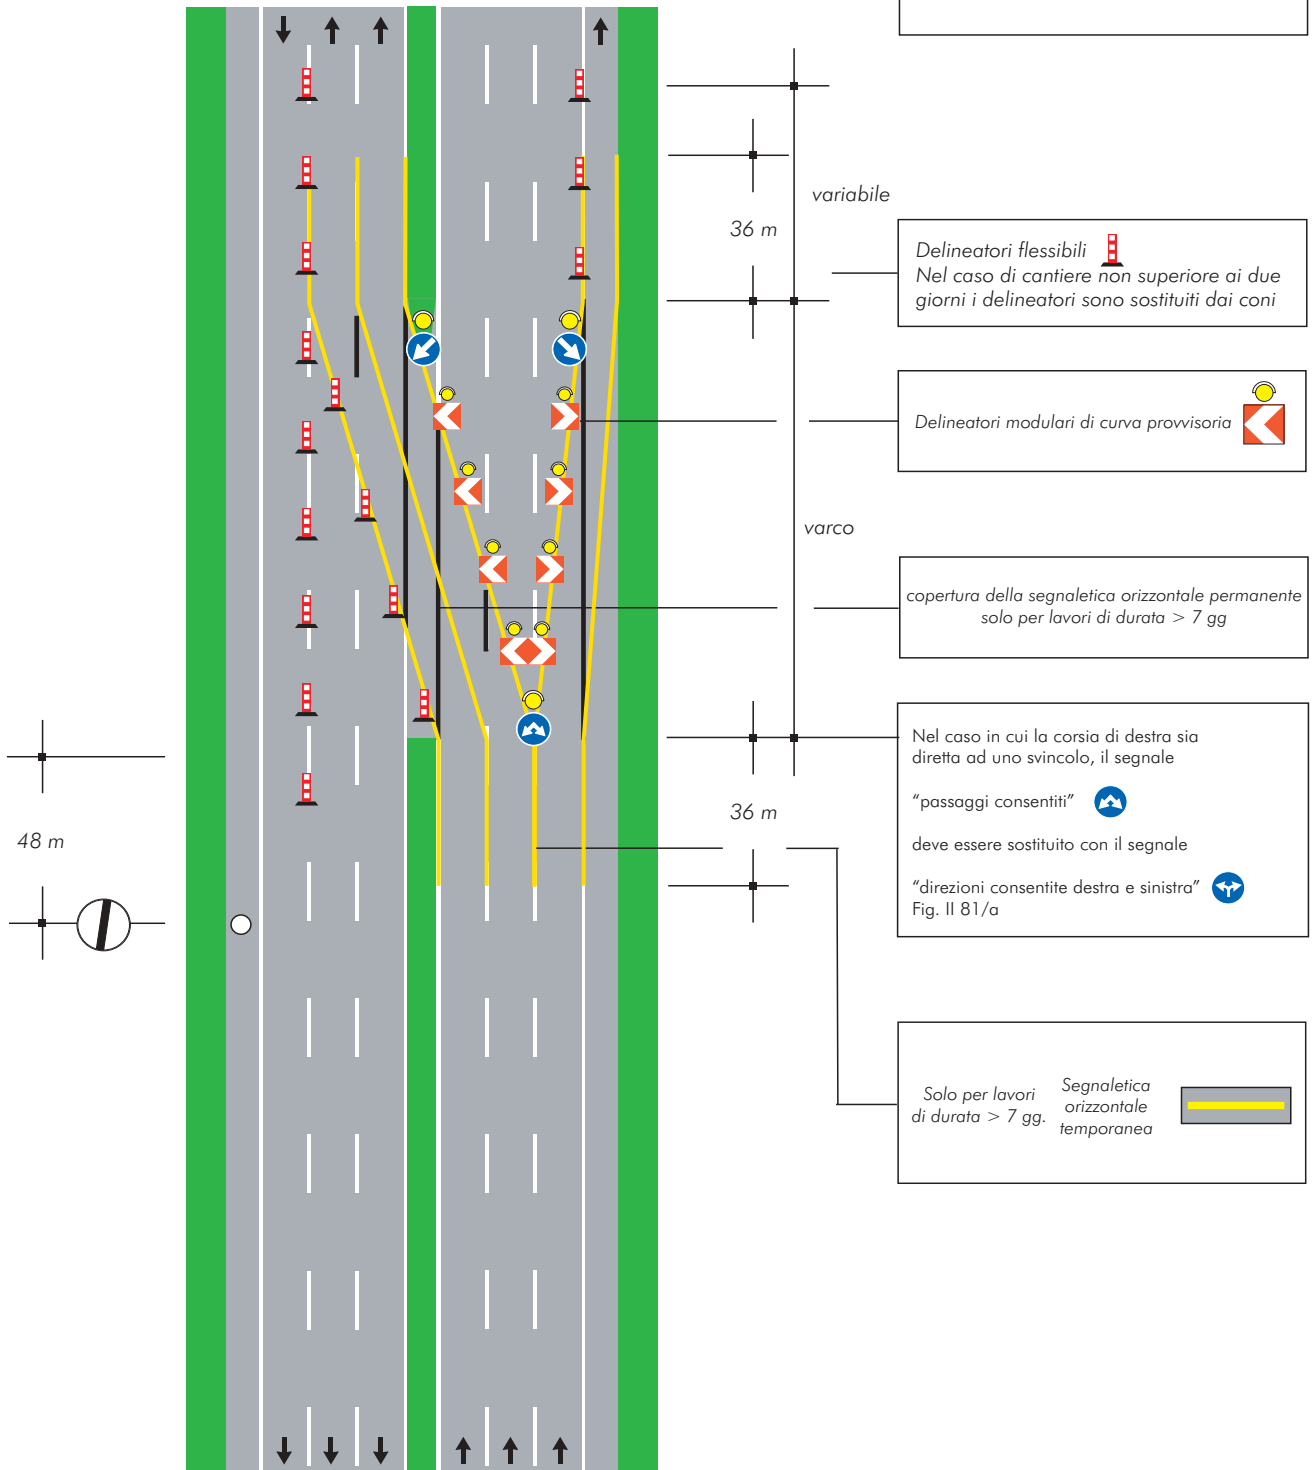 variabile
36 m
Delineatori flessibili
Nel caso di cantiere non superiore ai due
giorni i delineatori sono sostituiti dai coni
Delineatori modulari di curva provvisoria
varco
copertura della segnaletica orizzontale permanente
solo per lavori di durata > 7 gg
Nel caso in cui la corsia di destra sia
diretta ad uno svincolo, il segnale
“passaggi consentiti”
deve essere sostituito con il segnale
“direzioni consentite destra e sinistra”
Fig. II 81/a
36 m
48 m
Solo per lavori
di durata > 7 gg.
Segnaletica
orizzontale
temporanea